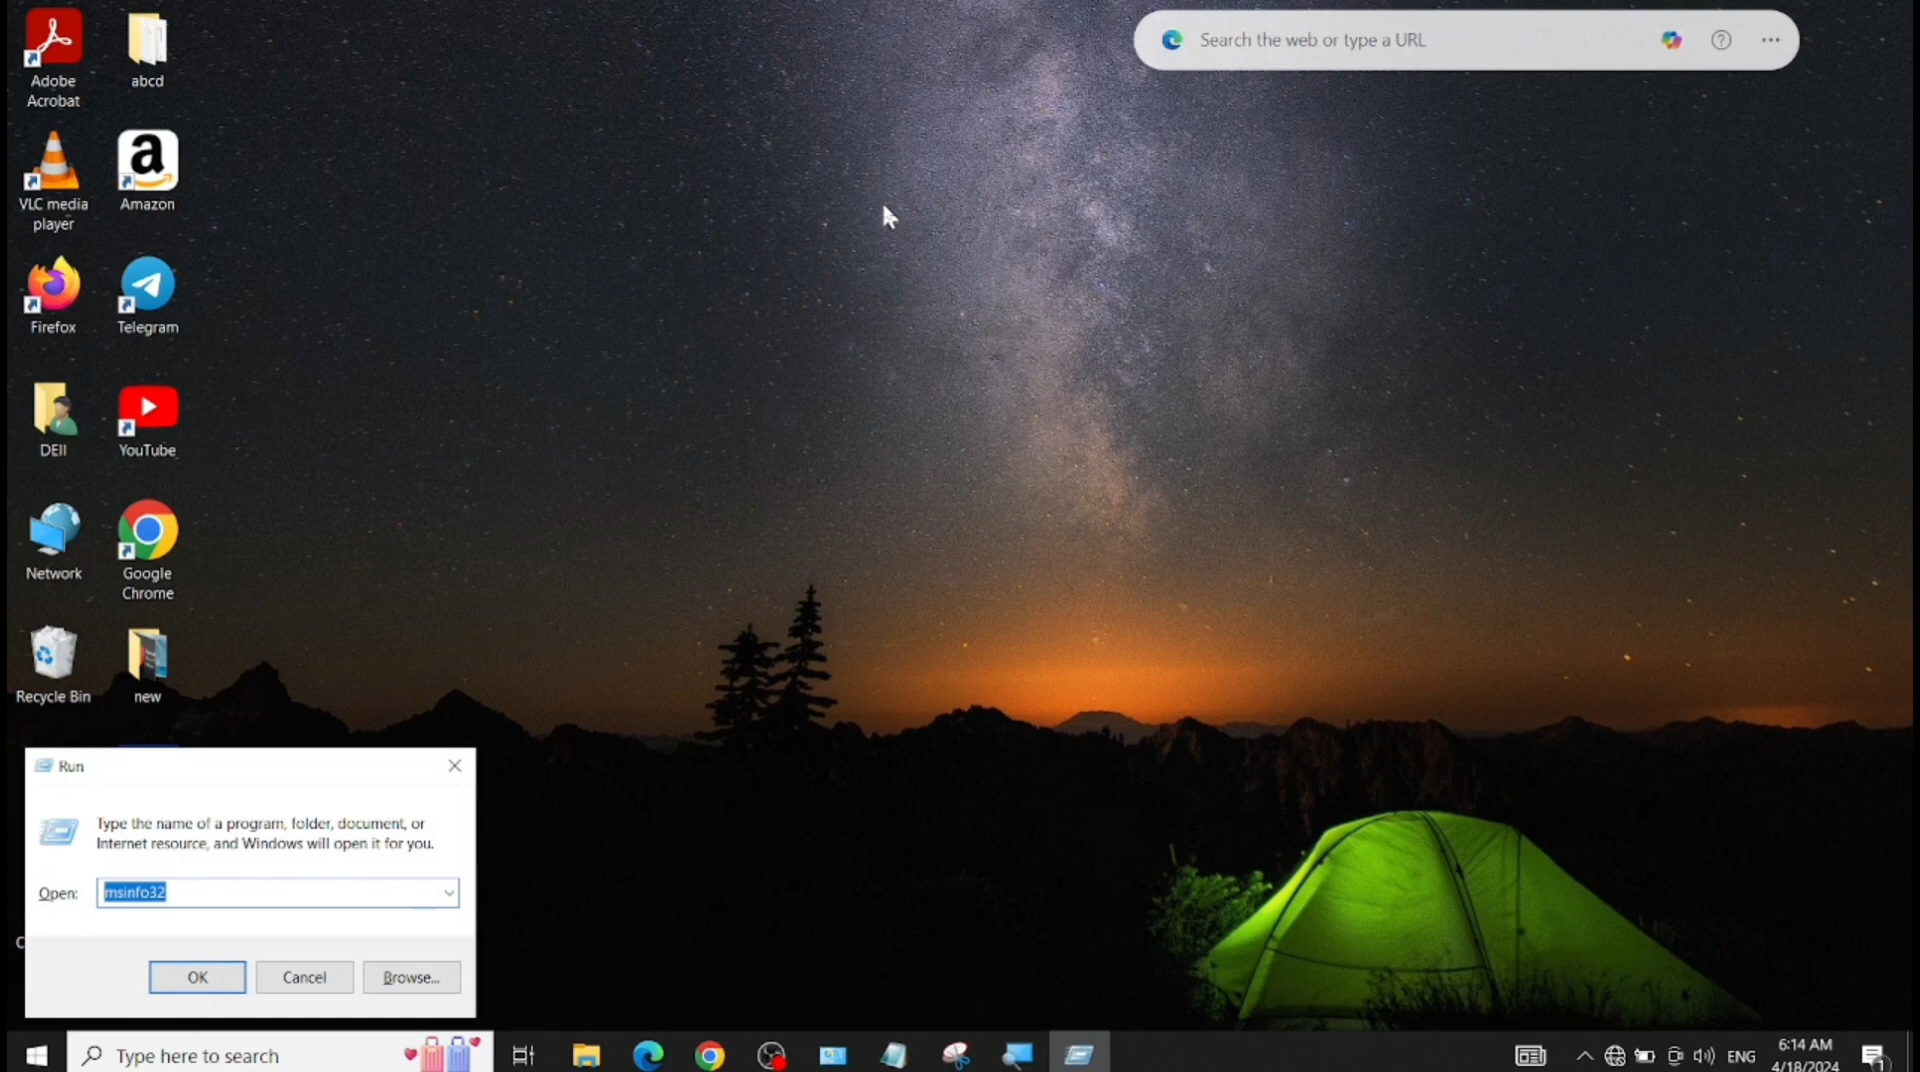 Adobe
Acrobat
abcd
VLC media
player
Amazon
Firefox
Telegram
DEll
YouTube
Network
Google
Chrome
Recycle Bin
new
Search the web or type a URL
Run
Type the name of a program, folder, document, or
Internet resource, and Windows will open it for you.
Open:
msinfo32
C
OK
Cancel
Browse...
Type here to search
ENG
6:14 AM
4/18/2024
1